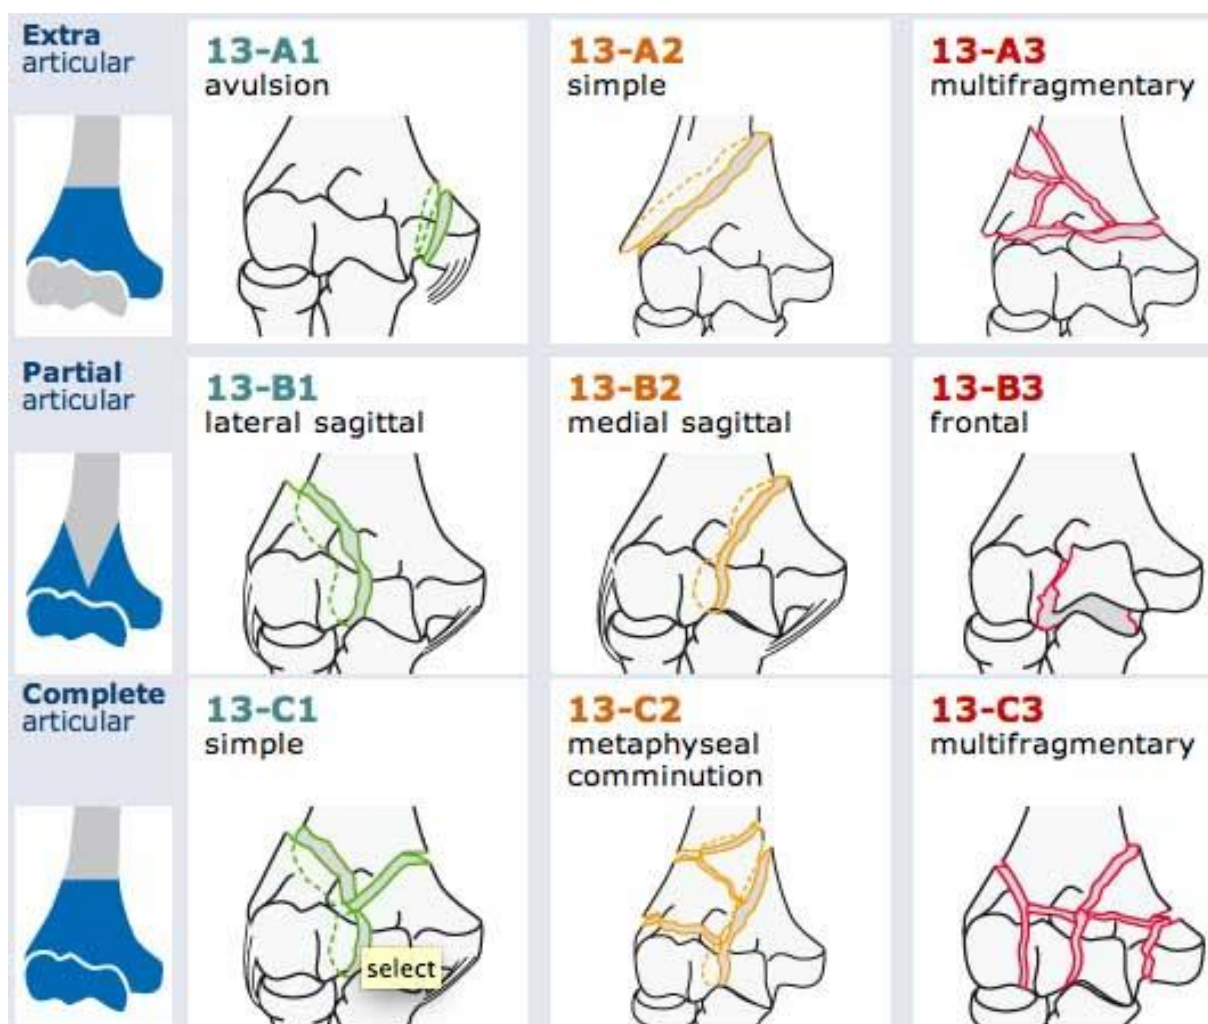 Extra
articular
13-A1
avulsion
13-A2
simple
13-A3
multifragmentary
Partial
articular
13-B1
lateral sagittal
13-B2
medial sagittal
13-B3
frontal
Complete
articular
13-C1
simple
13-C2
metaphyseal
comminution
13-C3
multifragmentary
select